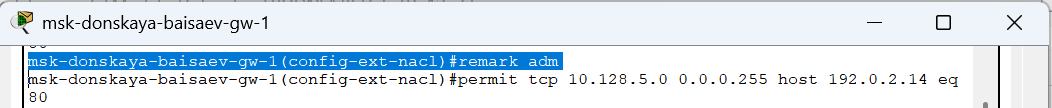 msk-donskaya-baisaev-gw-1
msk-donskaya-baisaev-gw-1(config-ext-nacl)#remark adm
msk-donskaya-baisaev-gw-1(config-ext-nacl)#permit tcp 10.128.5.0 0.0.0.255 host 192.0.2.14 eq
80